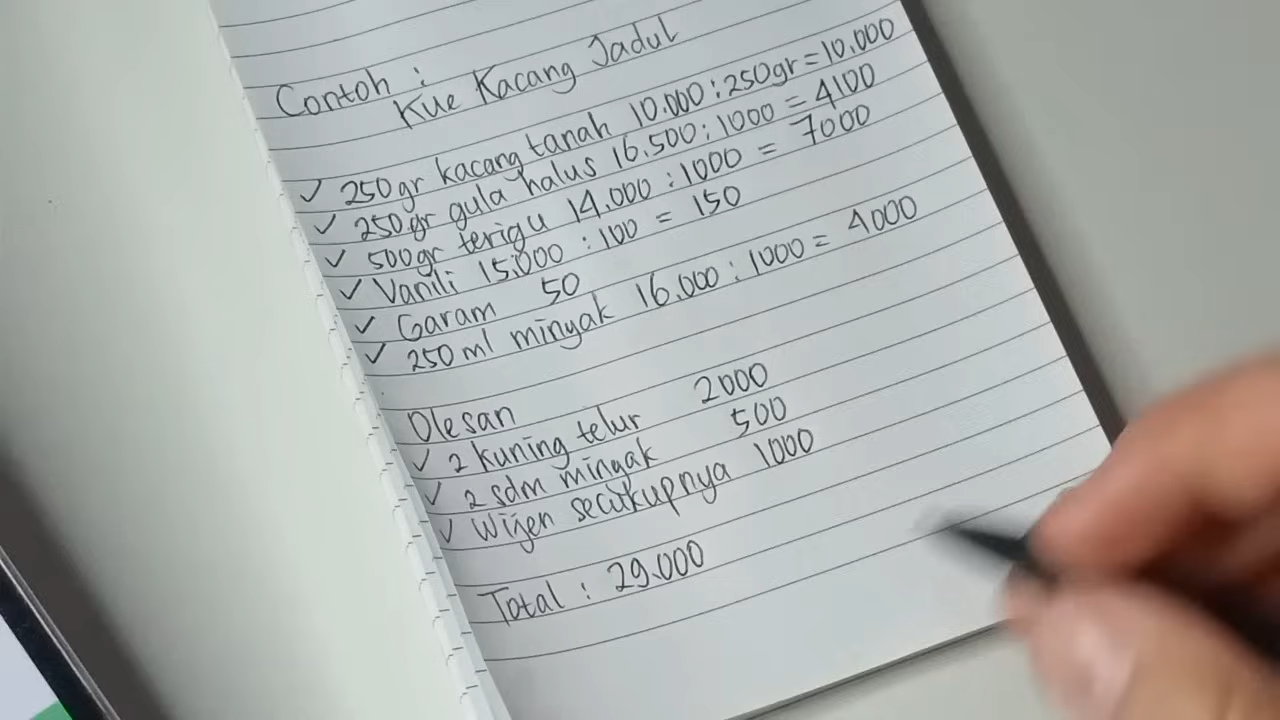 Contoh :
Kue Kacang Jadul
✓ 250gr kacang tanah 10.000 : 250gr = 10.000
✓ 250gr gula halus 16.500 : 1000 = 4100
✓ 500gr terigu 14.000 : 1000 = 7000
✓ Vanili 15.000 : 100 = 150
✓ Garam 50
✓ 250 ml minyak 16.000 : 1000 = 4000
Olesan
✓ 2 kuning telur 2000
✓ 2 sdm minyak 500
✓ Wijen secukupnya 1000
Total : 29.000